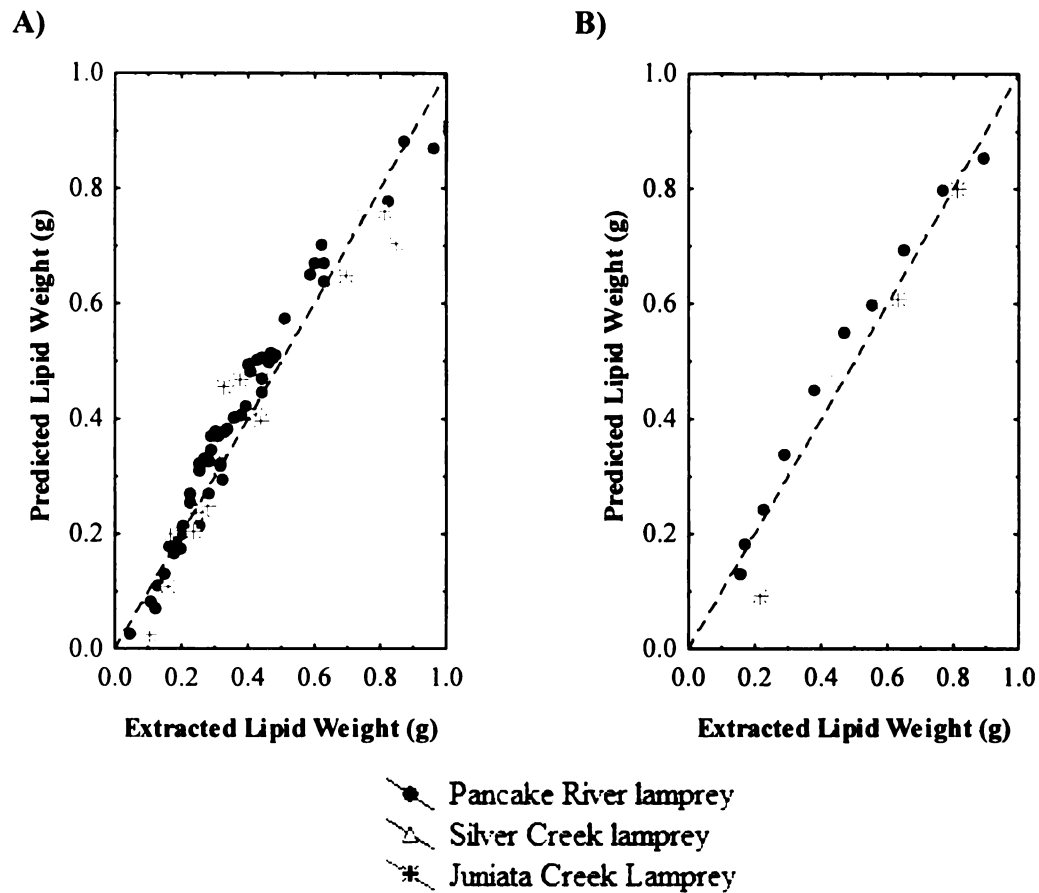 A)
B)
1.0
0.8
0.6
0.4
0.2
0.0
Predicted Lipid Weight (g)
0.0 0.2 0.4 0.6 0.8 1.0
Extracted Lipid Weight (g)
1.0
0.8
0.6
0.4
0.2
0.0
Predicted Lipid Weight (g)
0.0 0.2 0.4 0.6 0.8 1.0
Extracted Lipid Weight (g)
Pancake River lamprey
Silver Creek lamprey
Juniata Creek Lamprey